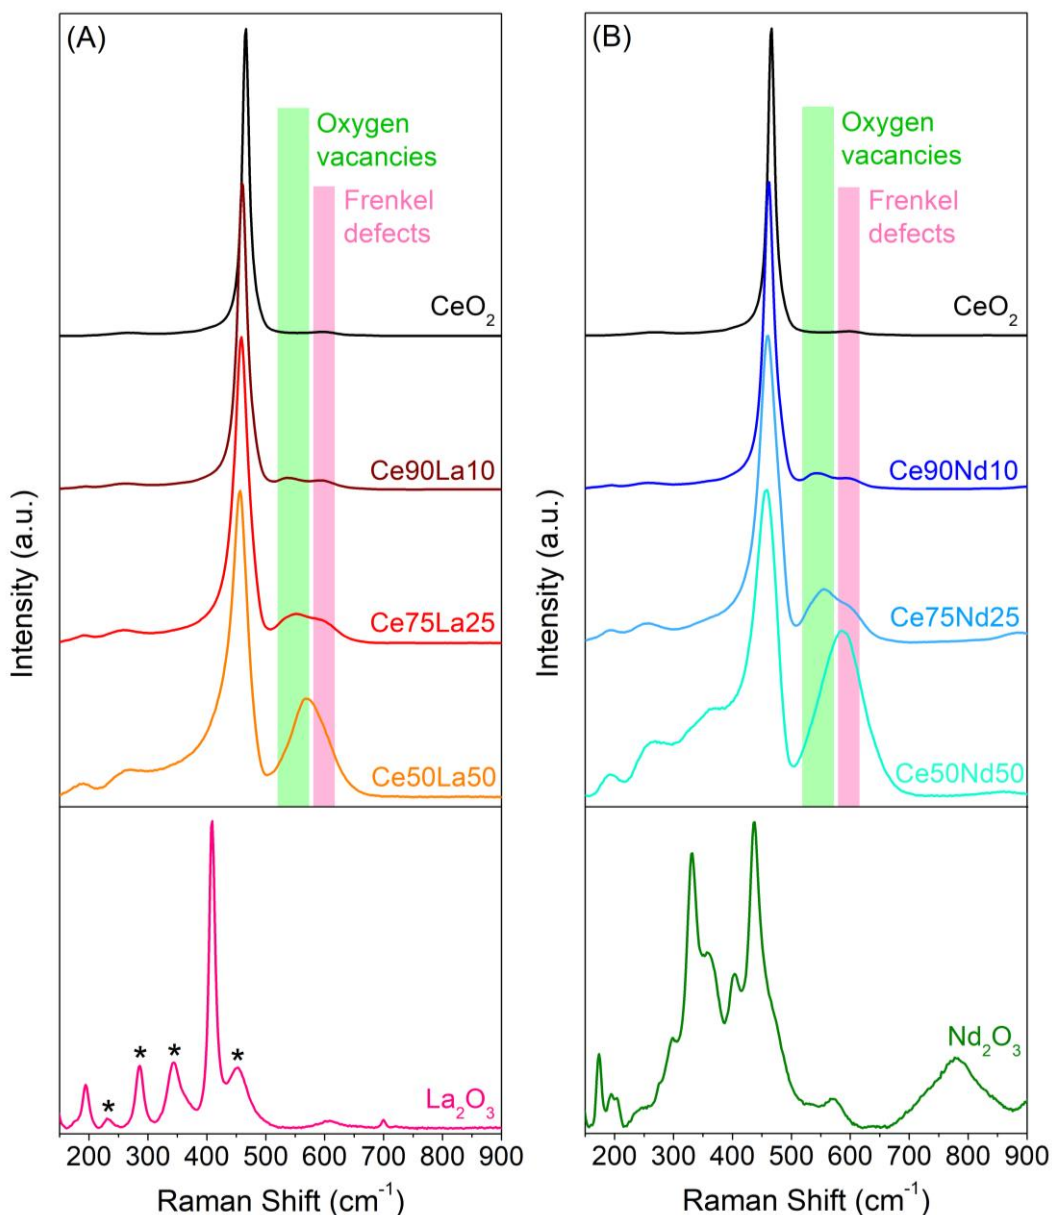 (A)
Oxygen
vacancies
Frenkel
defects
CeO₂
Ce90La10
Ce75La25
Ce50La50
* * * *
La₂O₃
200 300 400 500 600 700 800 900
Raman Shift (cm⁻¹)
Intensity (a.u.)
(B)
Oxygen
vacancies
Frenkel
defects
CeO₂
Ce90Nd10
Ce75Nd25
Ce50Nd50
Nd₂O₃
200 300 400 500 600 700 800 900
Raman Shift (cm⁻¹)
Intensity (a.u.)